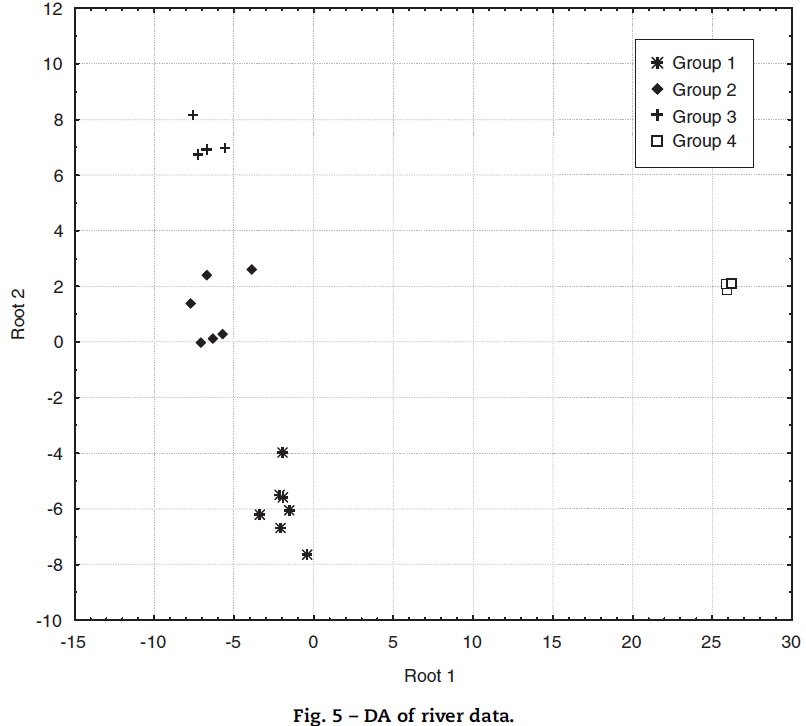 12
10
8
6
4
2
0
-2
-4
-6
-8
-10
Root 2
Group 1
Group 2
Group 3
Group 4
-15 -10 -5 0 5 10 15 20 25 30
Root 1
Fig. 5 – DA of river data.